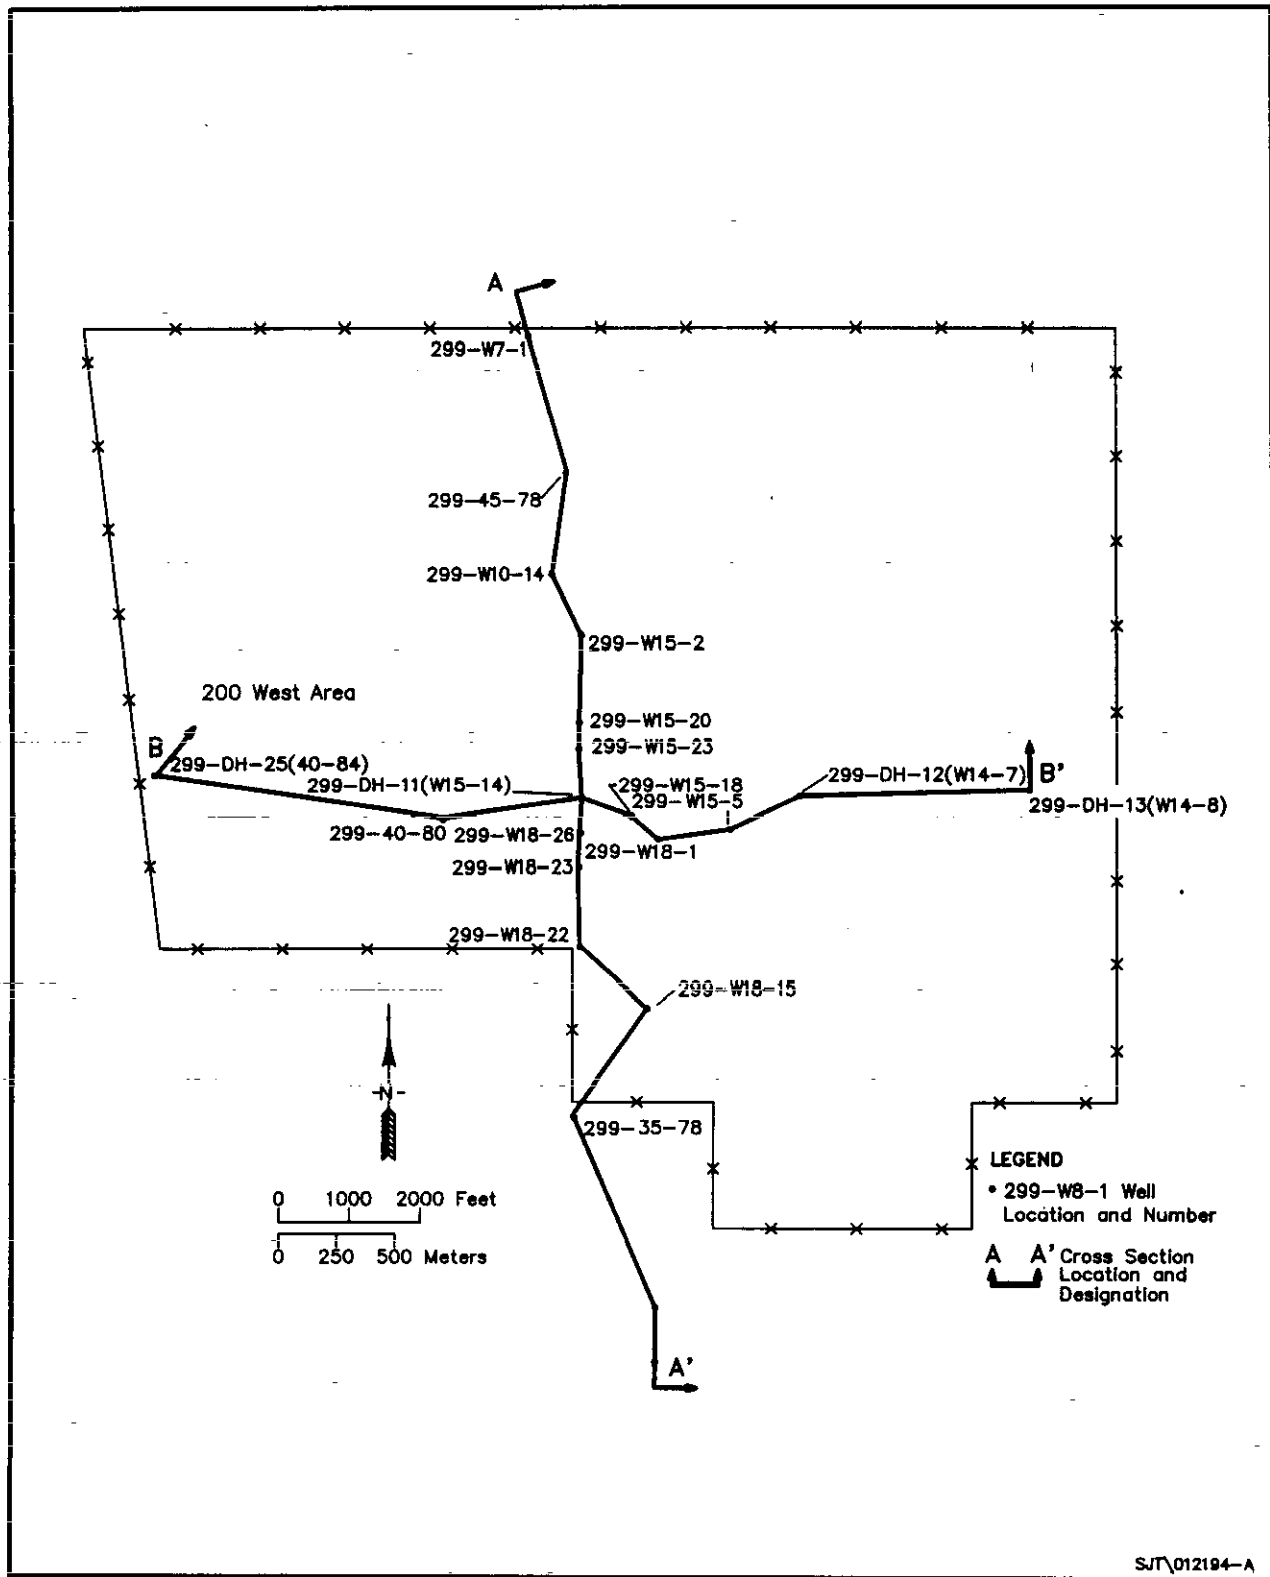 A
299-W7-1
299-45-78
299-W10-14
299-W15-2
200 West Area
299-W15-20
B
299-W15-23
299-DH-25(40-84)
299-DH-11(W15-14)
299-W15-18
299-DH-12(W14-7)
B'
299-W15-5
299-DH-13(W14-8)
299-40-80
299-W18-26
299-W18-1
299-W18-23
299-W18-22
299-W18-15
-N-
299-35-78
LEGEND
299-W8-1 Well
Location and Number
0 1000 2000 Feet
0 250 500 Meters
A A' Cross Section
Location and
Designation
A'
SJT\012194-A